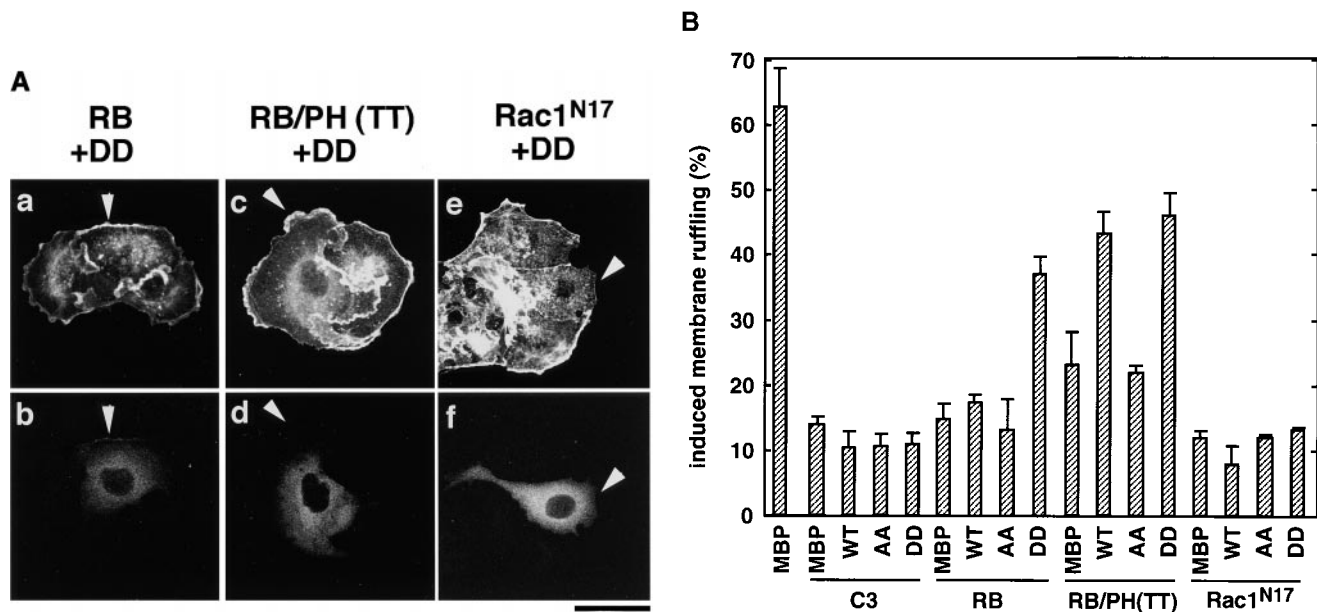 A
RB
+DD
RB/PH (TT)
+DD
Rac1N17
+DD
a
c
e
b
d
f
B
induced membrane ruffling (%)
70
60
50
40
30
20
10
0
MBP
MBP
WT
AA
DD
MBP
WT
AA
DD
MBP
WT
AA
DD
MBP
WT
AA
DD
C3
RB
RB/PH(TT)
Rac1N17